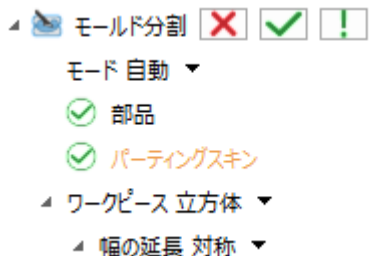 モールド分割
モード 自動
部品
パーティングスキン
ワークピース 立方体
幅の延長 対称